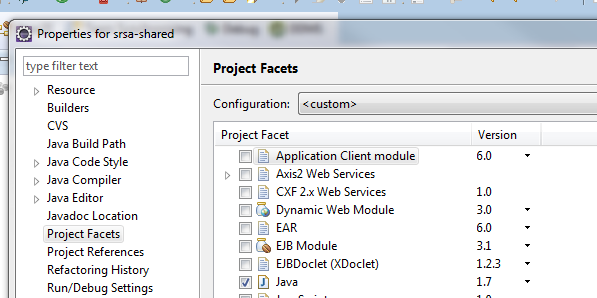 Properties for srsa-shared
type filter text
Resource
Builders
CVS
Java Build Path
Java Code Style
Java Compiler
Java Editor
Javadoc Location
Project Facets
Project References
Refactoring History
Run/Debug Settings
Project Facets
Configuration: <custom>
Project Facet Version
Application Client module 6.0
Axis2 Web Services
CXF 2.x Web Services 1.0
Dynamic Web Module 3.0
EAR 6.0
EJB Module 3.1
EJBDoclet (XDoclet) 1.2.3
Java 1.7